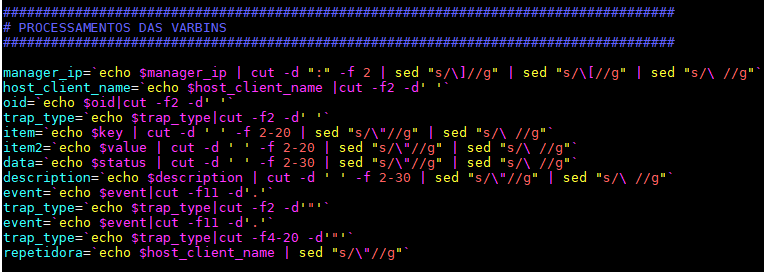 ####################################################################################
# PROCESSAMENTOS DAS VARBINS
####################################################################################
manager_ip=`echo $manager_ip | cut -d ":" -f 2 | sed "s/\]//g" | sed "s/\[//g" | sed "s/\ //g"`
host_client_name=`echo $host_client_name |cut -f2 -d' '`
oid=`echo $oid|cut -f2 -d' '`
trap_type=`echo $trap_type|cut -f2 -d' '`
item=`echo $key | cut -d ' ' -f 2-20 | sed "s/\"//g" | sed "s/\ //g"`
item2=`echo $value | cut -d ' ' -f 2-20 | sed "s/\"//g" | sed "s/\ //g"`
data=`echo $status | cut -d ' ' -f 2-30 | sed "s/\"//g" | sed "s/\ //g"`
description=`echo $description | cut -d ' ' -f 2-30 | sed "s/\"//g" | sed "s/\ //g"`
event=`echo $event|cut -f11 -d'.'`
trap_type=`echo $trap_type|cut -f2 -d'"'`
event=`echo $event|cut -f11 -d'.'`
trap_type=`echo $trap_type|cut -f4-20 -d'"'`
repetidora=`echo $host_client_name | sed "s/\"//g"`